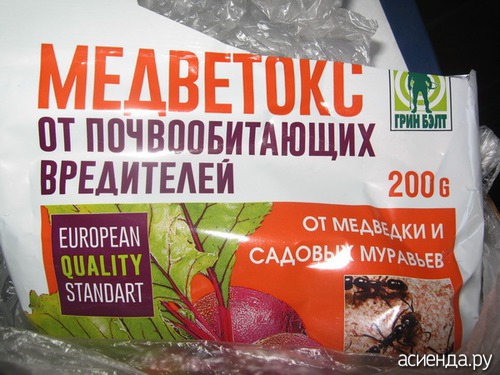 МЕДВЕТОКС
ГРИН БЭЛТ
ОТ ПОЧВООБИТАЮЩИХ
ВРЕДИТЕЛЕЙ
200 G
ОТ МЕДВЕДКИ И
САДОВЫХ МУРАВЬЕВ
EUROPEAN
QUALITY
STANDART
асиенда.ру